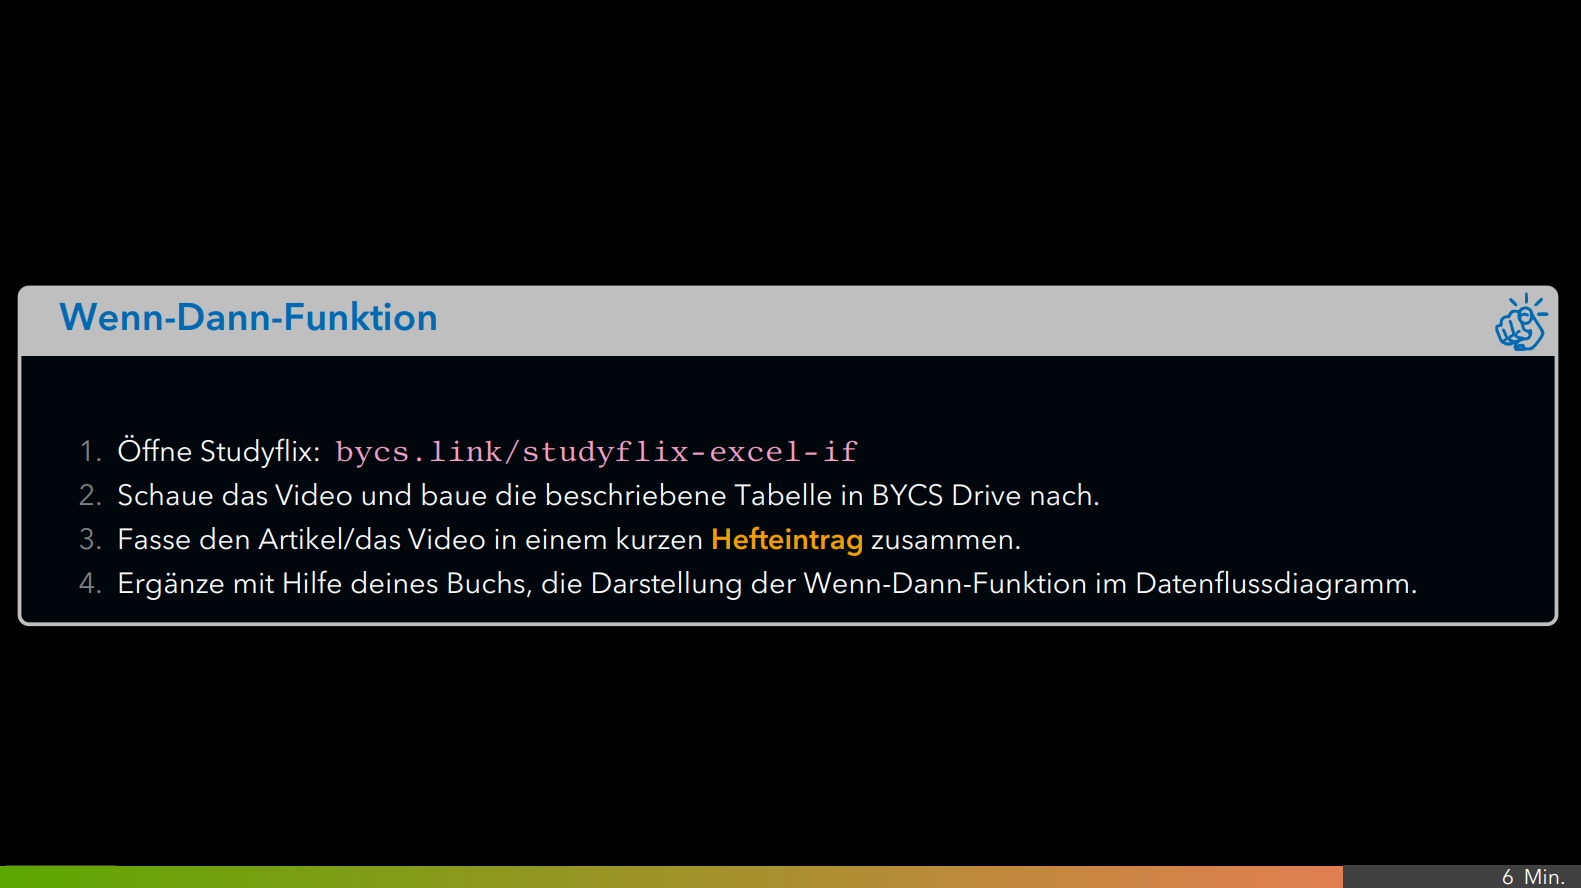 Wenn-Dann-Funktion
1. Öffne Studyflix: bycs.link/studyflix-excel-if
2. Schaue das Video und baue die beschriebene Tabelle in BYCS Drive nach.
3. Fasse den Artikel/das Video in einem kurzen Hefteintrag zusammen.
4. Ergänze mit Hilfe deines Buchs, die Darstellung der Wenn-Dann-Funktion im Datenflussdiagramm.
6 Min.